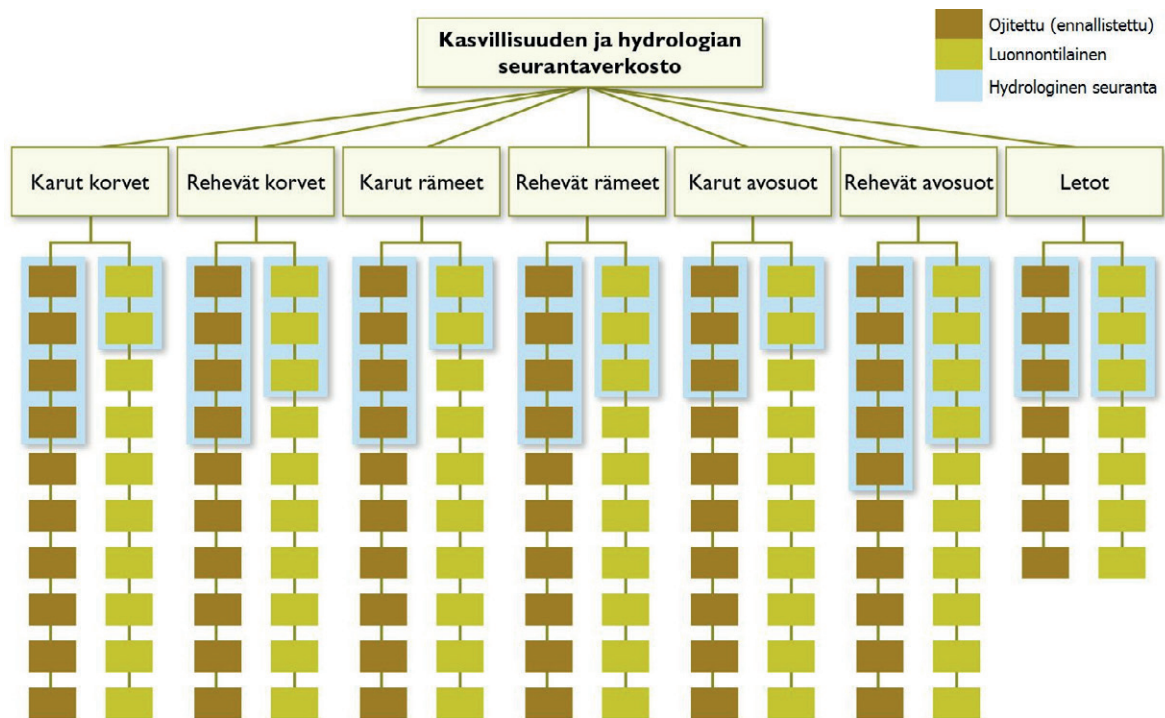 Kasvillisuuden ja hydrologian
seurantaverkosto
Ojitettu (ennallistettu)
Luonnontilainen
Hydrologinen seuranta
Karut korvet
Rehevät korvet
Karut rämeet
Rehevät rämeet
Karut avosuot
Rehevät avosuot
Letot